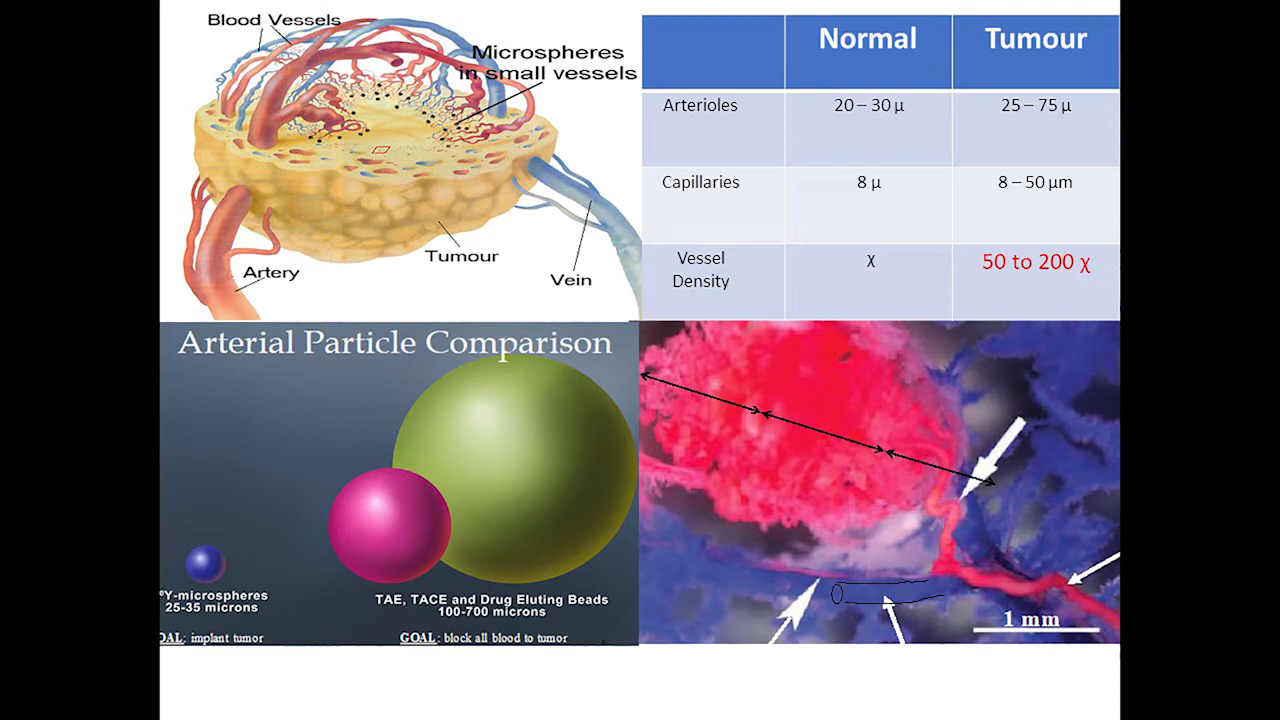 Blood Vessels
Microspheres
in small vessels
Artery
Tumour
Vein
Normal Tumour
Arterioles 20 – 30 µ 25 – 75 µ
Capillaries 8 µ 8 – 50 µm
Vessel
Density
χ 50 to 200 χ
Arterial Particle Comparison
⁰Y-microspheres
25-35 microns
OAL: implant tumor
TAE, TACE and Drug Eluting Beads
100-700 microns
GOAL: block all blood to tumor
1 mm